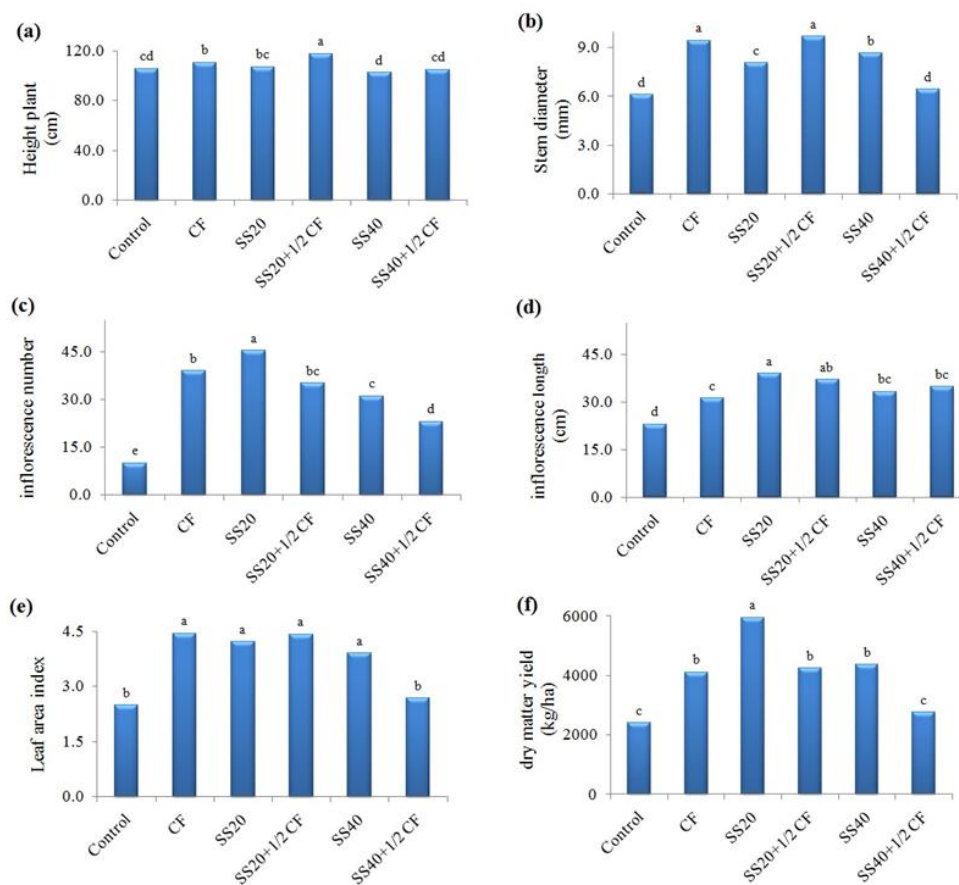 (a)
Height plant
(cm)
120.0
80.0
40.0
0.0
cd
b
bc
a
d
cd
Control
CF
SS20
SS20+1/2 CF
SS40
SS40+1/2 CF
(b)
Stem diameter
(mm)
9.0
6.0
3.0
0.0
d
a
c
a
b
d
Control
CF
SS20
SS20+1/2 CF
SS40
SS40+1/2 CF
(c)
inflorescence number
45.0
30.0
15.0
0.0
e
b
a
bc
c
d
Control
CF
SS20
SS20+1/2 CF
SS40
SS40+1/2 CF
(d)
inflorescence longth
(cm)
45.0
30.0
15.0
0.0
d
c
a
ab
bc
bc
Control
CF
SS20
SS20+1/2 CF
SS40
SS40+1/2 CF
(e)
Leaf area index
4.5
3.0
1.5
0.0
b
a
a
a
a
b
Control
CF
SS20
SS20+1/2 CF
SS40
SS40+1/2 CF
(f)
dry matter yield
(kg/ha)
6000
4000
2000
0
c
b
a
b
b
c
Control
CF
SS20
SS20+1/2 CF
SS40
SS40+1/2 CF